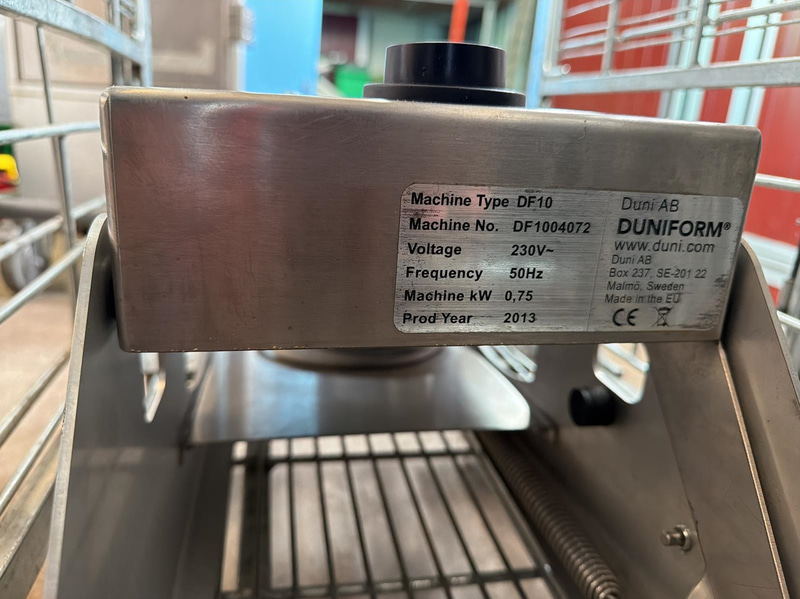 Machine Type DF10
Machine No. DF1004072
Voltage 230V~
Frequency 50Hz
Machine kW 0,75
Prod Year 2013
Duni AB
DUNIFORM®
www.duni.com
Duni AB
Box 237, SE-201 22
Malmö, Sweden
Made in the EU
CE